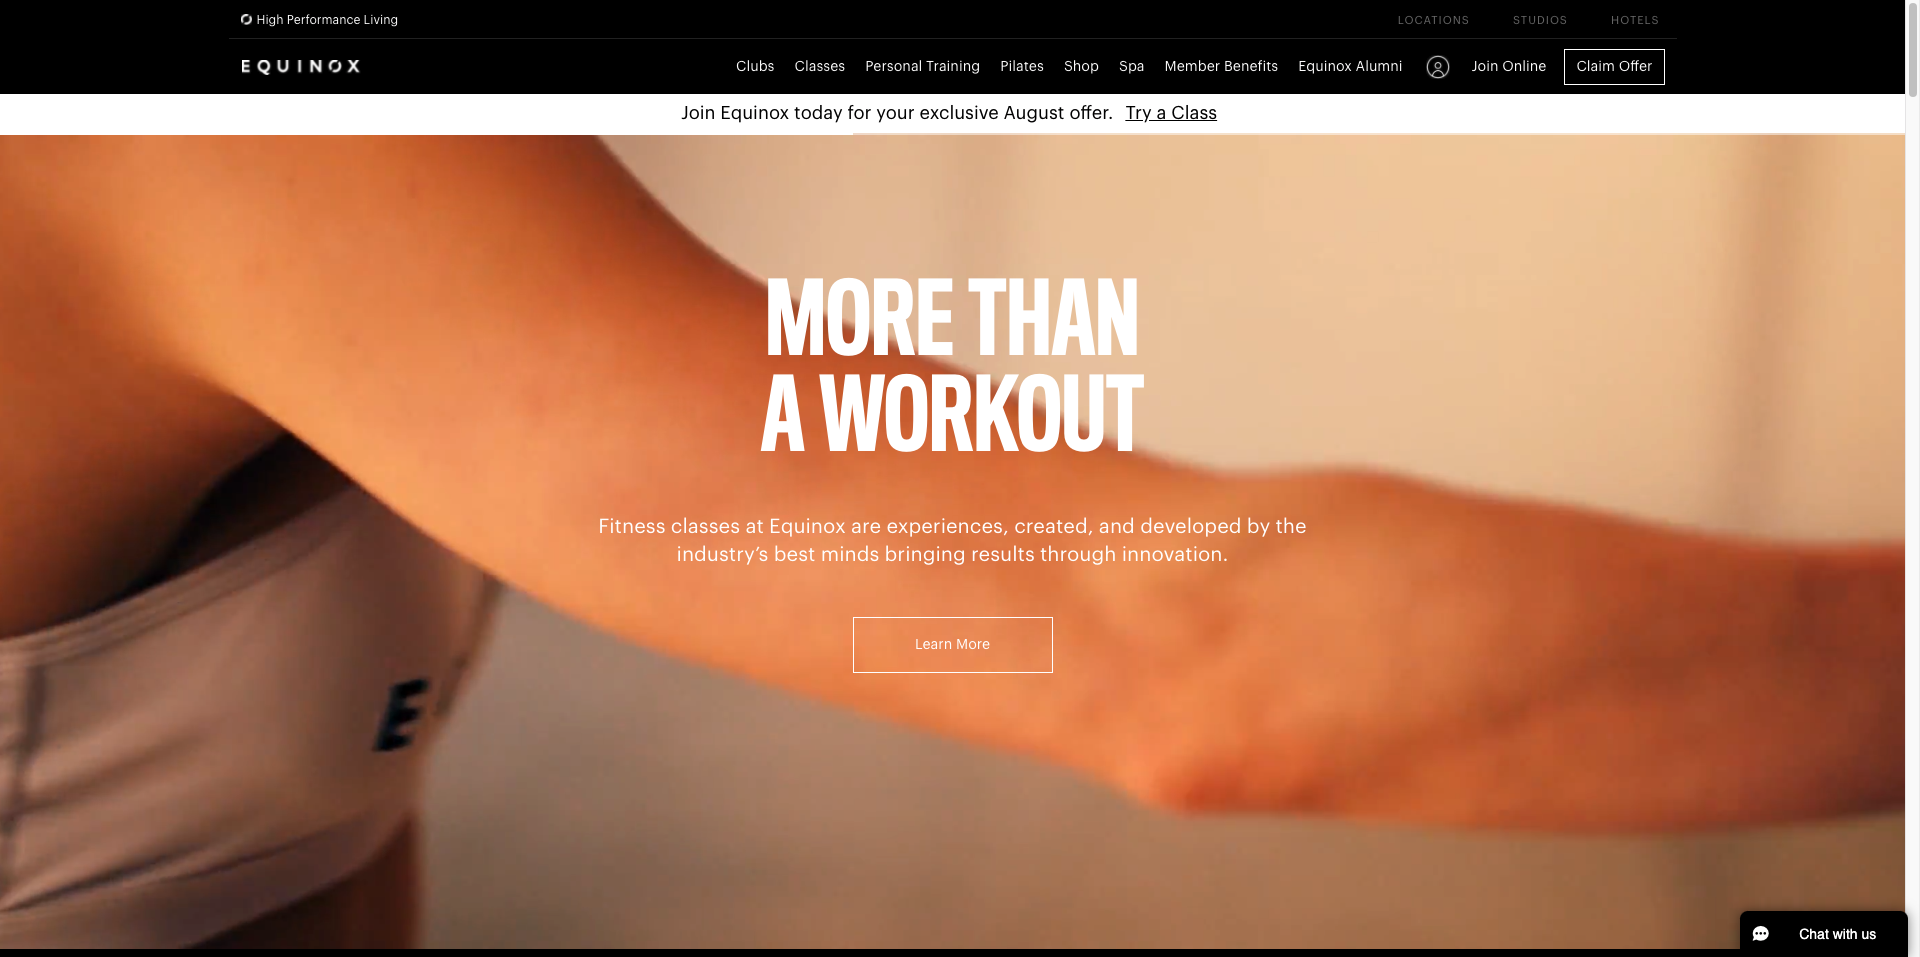 High Performance Living
LOCATIONS STUDIOS HOTELS
EQUINOX
Clubs Classes Personal Training Pilates Shop Spa Member Benefits Equinox Alumni Join Online Claim Offer
Join Equinox today for your exclusive August offer. Try a Class
MORE THAN
A WORKOUT
Fitness classes at Equinox are experiences, created, and developed by the
industry’s best minds bringing results through innovation.
Learn More
E
Chat with us